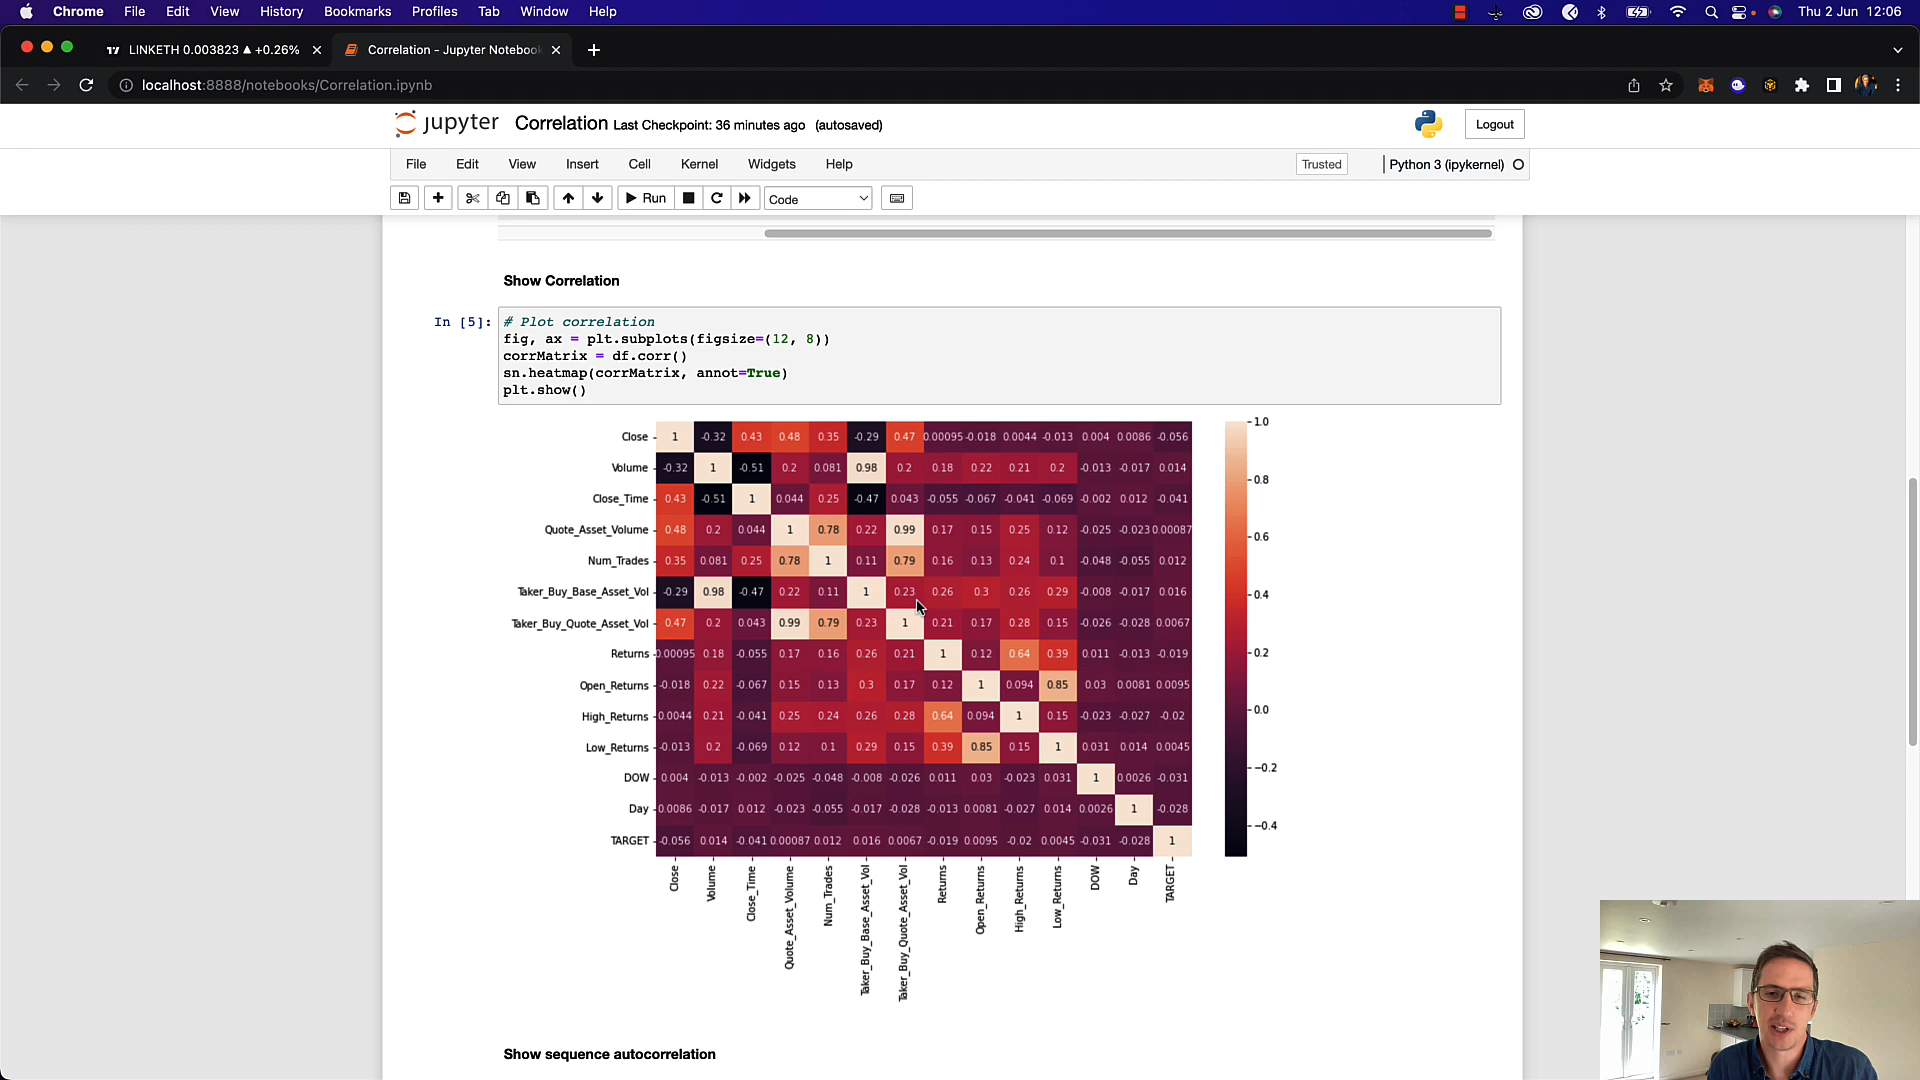 Chrome File Edit View History Bookmarks Profiles Tab Window Help Thu 2 Jun 12:06
LINKETH 0.003823 ▲ +0.26% Correlation - Jupyter Notebook
localhost:8888/notebooks/Correlation.ipynb
jupyter Correlation Last Checkpoint: 36 minutes ago (autosaved) Logout
File Edit View Insert Cell Kernel Widgets Help Trusted Python 3 (ipykernel)
Run Code
Show Correlation
In [5]: # Plot correlation
fig, ax = plt.subplots(figsize=(12, 8))
corrMatrix = df.corr()
sn.heatmap(corrMatrix, annot=True)
plt.show()
Close 1 -0.32 0.43 0.48 0.35 -0.29 0.47 0.00095 -0.018 0.0044 -0.013 0.004 0.0086 -0.056
Volume -0.32 1 -0.51 0.2 0.081 0.98 0.2 0.18 0.22 0.21 0.2 -0.013 -0.017 0.014
Close_Time 0.43 -0.51 1 0.044 0.25 -0.47 0.043 -0.055 -0.067 -0.041 -0.069 -0.002 0.012 -0.041
Quote_Asset_Volume 0.48 0.2 0.044 1 0.78 0.22 0.99 0.17 0.15 0.25 0.12 -0.025 -0.023 0.00087
Num_Trades 0.35 0.081 0.25 0.78 1 0.11 0.79 0.16 0.13 0.24 0.1 -0.048 -0.055 0.012
Taker_Buy_Base_Asset_Vol -0.29 0.98 -0.47 0.22 0.11 1 0.23 0.26 0.3 0.26 0.29 -0.008 -0.017 0.016
Taker_Buy_Quote_Asset_Vol 0.47 0.2 0.043 0.99 0.79 0.23 1 0.21 0.17 0.28 0.15 -0.026 -0.028 0.0067
Returns 0.00095 0.18 -0.055 0.17 0.16 0.26 0.21 1 0.12 0.64 0.39 0.011 -0.013 -0.019
Open_Returns -0.018 0.22 -0.067 0.15 0.13 0.3 0.17 0.12 1 0.094 0.85 0.03 0.0081 0.0095
High_Returns 0.0044 0.21 -0.041 0.25 0.24 0.26 0.28 0.64 0.094 1 0.15 -0.023 -0.027 -0.02
Low_Returns -0.013 0.2 -0.069 0.12 0.1 0.29 0.15 0.39 0.85 0.15 1 0.031 0.014 0.0045
DOW 0.004 -0.013 -0.002 -0.025 -0.048 -0.008 -0.026 0.011 0.03 -0.023 0.031 1 0.0026 -0.031
Day 0.0086 -0.017 0.012 -0.023 -0.055 -0.017 -0.028 -0.013 0.0081 -0.027 0.014 0.0026 1 -0.028
TARGET -0.056 0.014 -0.041 0.00087 0.012 0.016 0.0067 -0.019 0.0095 -0.02 0.0045 -0.031 -0.028 1
Close Volume Close_Time Quote_Asset_Volume Num_Trades Taker_Buy_Base_Asset_Vol Taker_Buy_Quote_Asset_Vol Returns Open_Returns High_Returns Low_Returns DOW Day TARGET
1.0
0.8
0.6
0.4
0.2
0.0
-0.2
-0.4
Show sequence autocorrelation